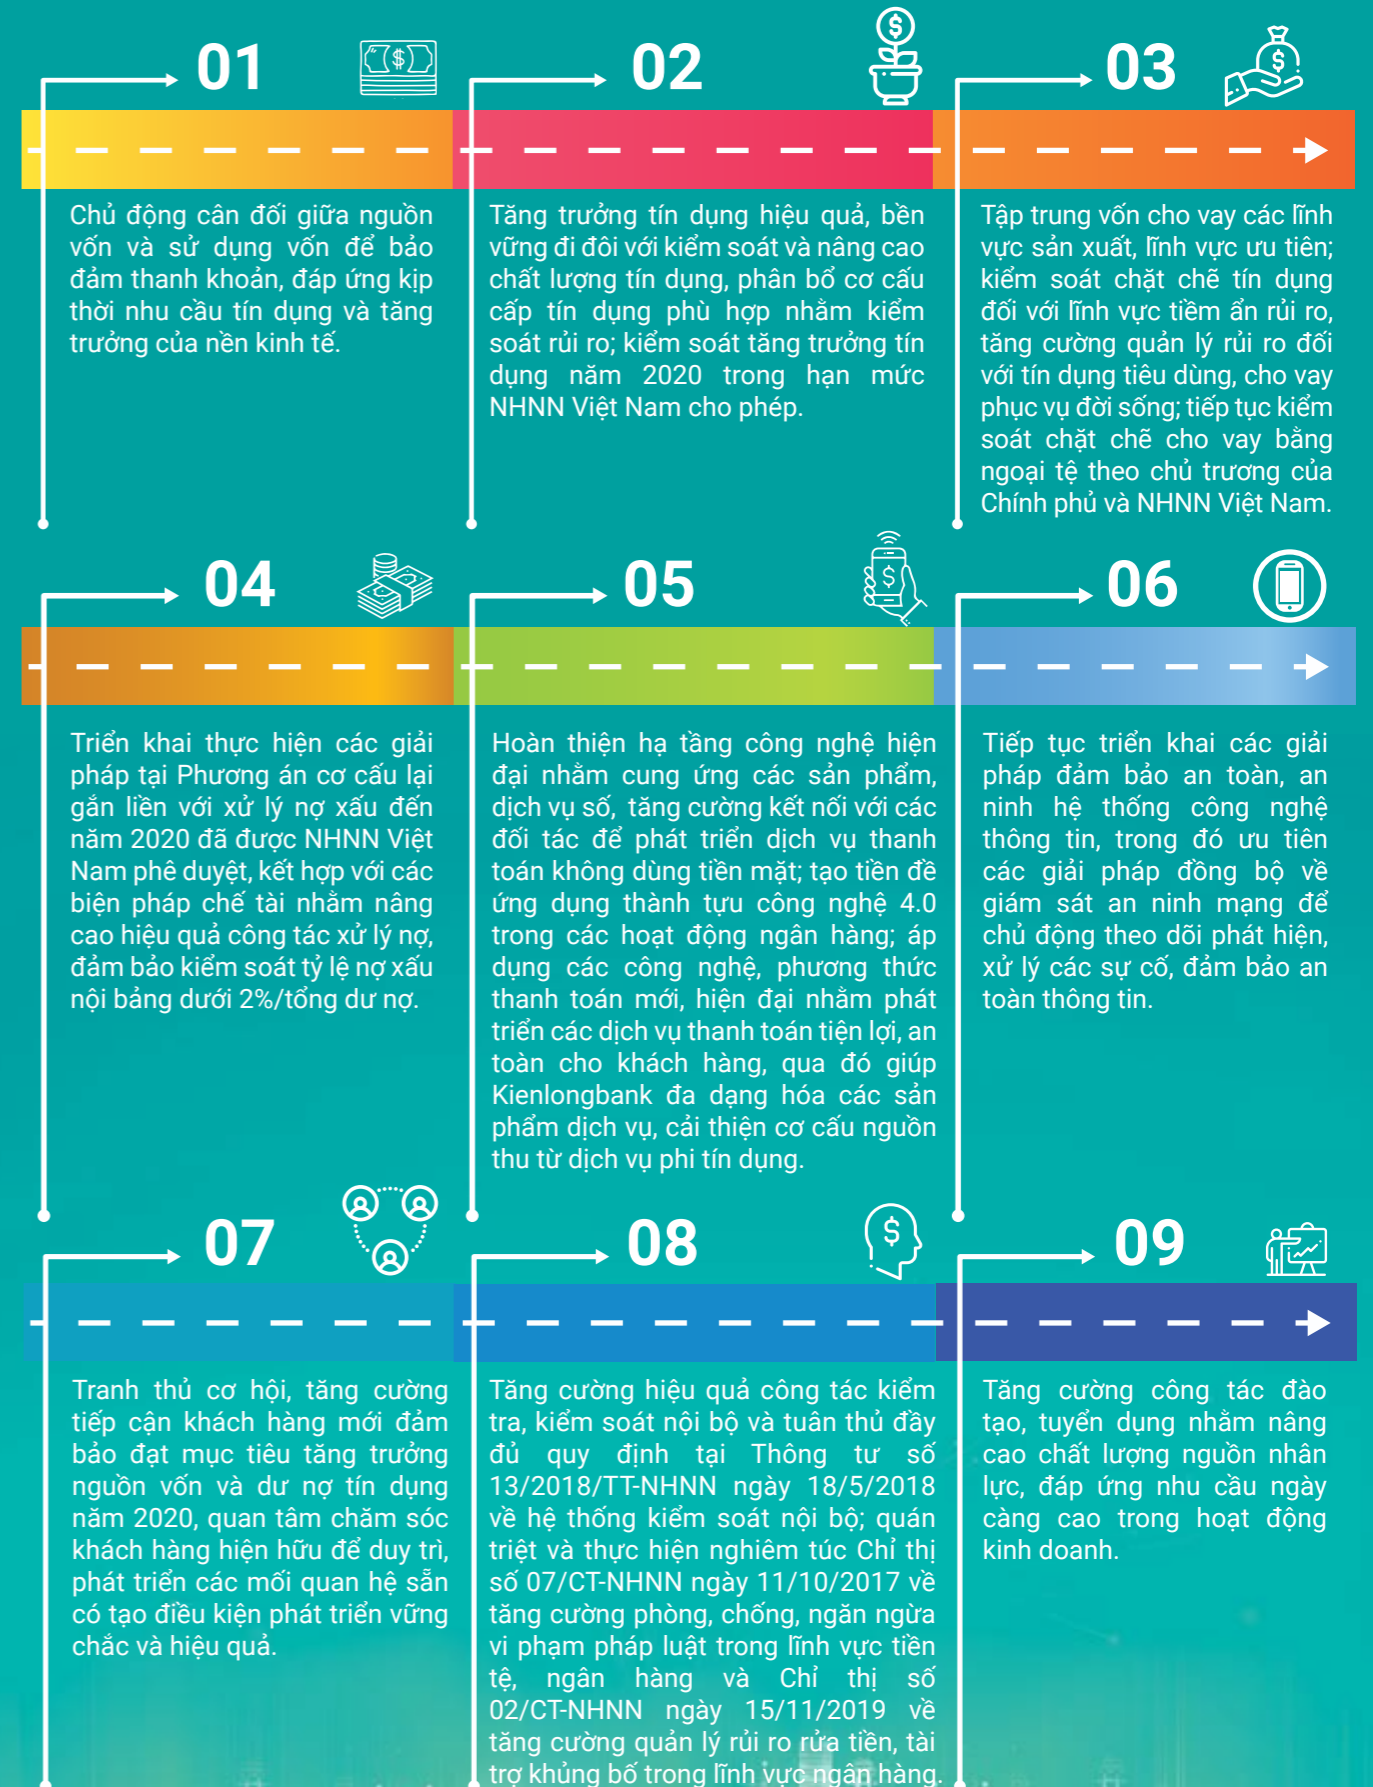 01
Chủ động cân đối giữa nguồn
vốn và sử dụng vốn để bảo
đảm thanh khoản, đáp ứng kịp
thời nhu cầu tín dụng và tăng
trưởng của nền kinh tế.
02
Tăng trưởng tín dụng hiệu quả, bền
vững đi đôi với kiểm soát và nâng cao
chất lượng tín dụng, phân bổ cơ cấu
cấp tín dụng phù hợp nhằm kiểm
soát rủi ro; kiểm soát tăng trưởng tín
dụng năm 2020 trong hạn mức
NHNN Việt Nam cho phép.
03
Tập trung vốn cho vay các lĩnh
vực sản xuất, lĩnh vực ưu tiên;
kiểm soát chặt chẽ tín dụng
đối với lĩnh vực tiềm ẩn rủi ro,
tăng cường quản lý rủi ro đối
với tín dụng tiêu dùng, cho vay
phục vụ đời sống; tiếp tục kiểm
soát chặt chẽ cho vay bằng
ngoại tệ theo chủ trương của
Chính phủ và NHNN Việt Nam.
04
Triển khai thực hiện các giải
pháp tại Phương án cơ cấu lại
gắn liền với xử lý nợ xấu đến
năm 2020 đã được NHNN Việt
Nam phê duyệt, kết hợp với các
biện pháp chế tài nhằm nâng
cao hiệu quả công tác xử lý nợ,
đảm bảo kiểm soát tỷ lệ nợ xấu
nội bảng dưới 2%/tổng dư nợ.
05
Hoàn thiện hạ tầng công nghệ hiện
đại nhằm cung ứng các sản phẩm,
dịch vụ số, tăng cường kết nối với các
đối tác để phát triển dịch vụ thanh
toán không dùng tiền mặt; tạo tiền đề
ứng dụng thành tựu công nghệ 4.0
trong các hoạt động ngân hàng; áp
dụng các công nghệ, phương thức
thanh toán mới, hiện đại nhằm phát
triển các dịch vụ thanh toán tiện lợi, an
toàn cho khách hàng, qua đó giúp
Kienlongbank đa dạng hóa các sản
phẩm dịch vụ, cải thiện cơ cấu nguồn
thu từ dịch vụ phi tín dụng.
06
Tiếp tục triển khai các giải
pháp đảm bảo an toàn, an
ninh hệ thống công nghệ
thông tin, trong đó ưu tiên
các giải pháp đồng bộ về
giám sát an ninh mạng để
chủ động theo dõi phát hiện,
xử lý các sự cố, đảm bảo an
toàn thông tin.
07
Tranh thủ cơ hội, tăng cường
tiếp cận khách hàng mới đảm
bảo đạt mục tiêu tăng trưởng
nguồn vốn và dư nợ tín dụng
năm 2020, quan tâm chăm sóc
khách hàng hiện hữu để duy trì,
phát triển các mối quan hệ sẵn
có tạo điều kiện phát triển vững
chắc và hiệu quả.
08
Tăng cường hiệu quả công tác kiểm
tra, kiểm soát nội bộ và tuân thủ đầy
đủ quy định tại Thông tư số
13/2018/TT-NHNN ngày 18/5/2018
về hệ thống kiểm soát nội bộ; quán
triệt và thực hiện nghiêm túc Chỉ thị
số 07/CT-NHNN ngày 11/10/2017 về
tăng cường phòng, chống, ngăn ngừa
vi phạm pháp luật trong lĩnh vực tiền
tệ, ngân hàng và Chỉ thị số
02/CT-NHNN ngày 15/11/2019 về
tăng cường quản lý rủi ro rửa tiền, tài
trợ khủng bố trong lĩnh vực ngân hàng.
09
Tăng cường công tác đào
tạo, tuyển dụng nhằm nâng
cao chất lượng nguồn nhân
lực, đáp ứng nhu cầu ngày
càng cao trong hoạt động
kinh doanh.